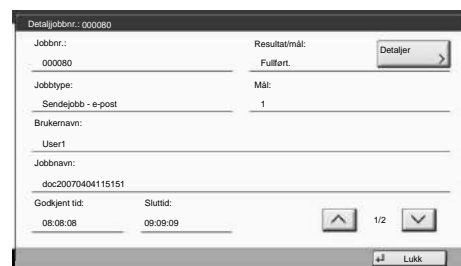 Detaljjobbnr.: 000080
Jobbnr.: Resultat/mål:
000080 Fullført. Detaljer
Jobbtype: Mål:
Sendejobb - e-post 1
Brukernavn:
User1
Jobbnavn:
doc20070404115151
Godkjent tid: Sluttid:
08:08:08 09:09:09 1/2
Lukk